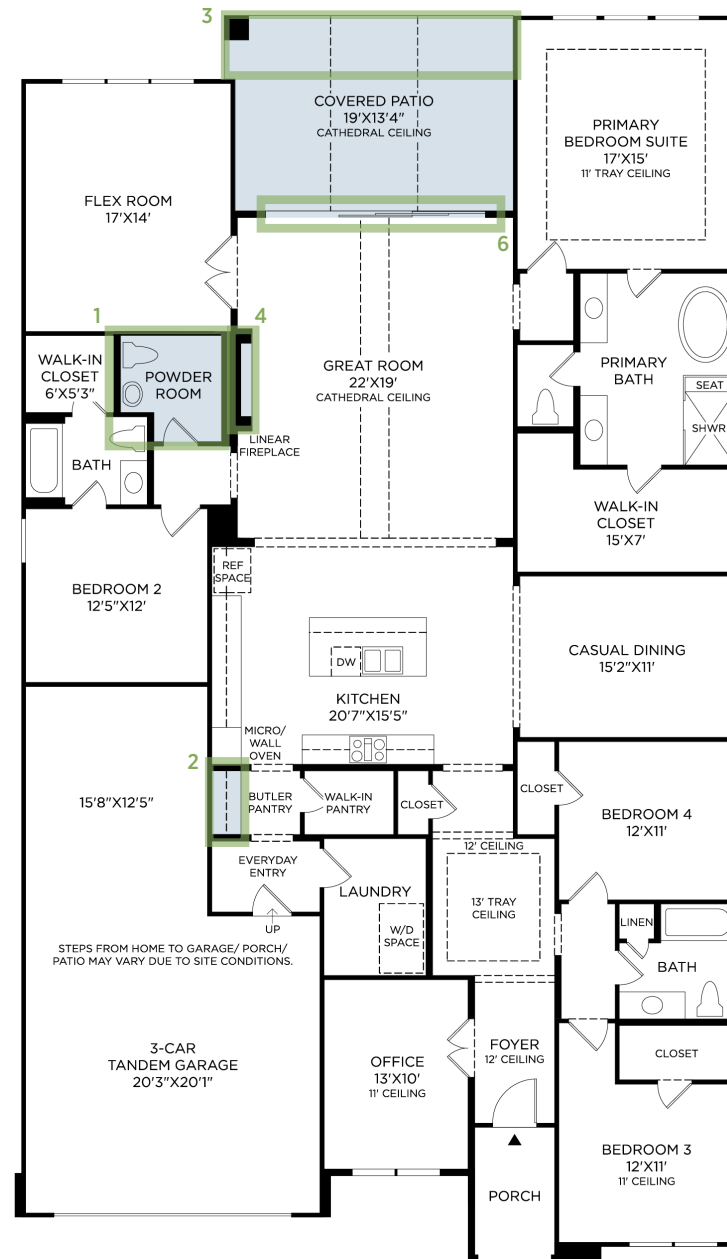 3
COVERED PATIO
19'X13'4"
CATHEDRAL CEILING
PRIMARY
BEDROOM SUITE
17'X15'
11' TRAY CEILING
FLEX ROOM
17'X14'
6
1
4
WALK-IN
CLOSET
6'X5'3"
POWDER
ROOM
GREAT ROOM
22'X19'
CATHEDRAL CEILING
PRIMARY
BATH
SEAT
SHWR
LINEAR
FIREPLACE
BATH
WALK-IN
CLOSET
15'X7'
REF
SPACE
BEDROOM 2
12'5"X12'
DW
CASUAL DINING
15'2"X11'
KITCHEN
20'7"X15'5"
MICRO/
WALL
OVEN
2
15'8"X12'5"
BUTLER
PANTRY
WALK-IN
PANTRY
CLOSET
CLOSET
BEDROOM 4
12'X11'
12' CEILING
EVERYDAY
ENTRY
LAUNDRY
13' TRAY
CEILING
UP
W/D
SPACE
LINEN
STEPS FROM HOME TO GARAGE/ PORCH/
PATIO MAY VARY DUE TO SITE CONDITIONS.
BATH
3-CAR
TANDEM GARAGE
20'3"X20'1"
OFFICE
13'X10'
11' CEILING
FOYER
12' CEILING
CLOSET
BEDROOM 3
12'X11'
11' CEILING
PORCH